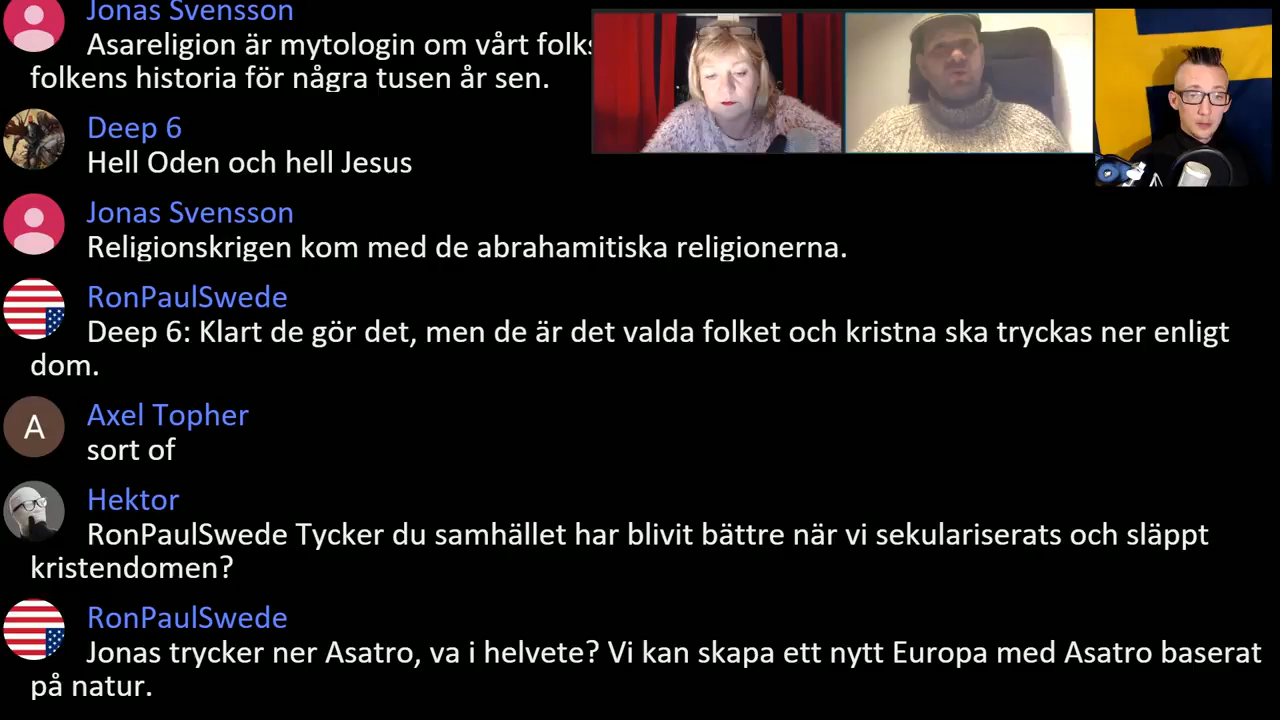 Jonas Svensson
Asareligion är mytologin om vårt
folkens historia för några tusen år sen.
Deep 6
Hell Oden och hell Jesus
Jonas Svensson
Religionskrigen kom med de abrahamitiska religionerna.
RonPaulSwede
Deep 6: Klart de gör det, men de är det valda folket och kristna ska tryckas ner enligt
dom.
Axel Topher
A
sort of
Hektor
RonPaulSwede Tycker du samhället har blivit bättre när vi sekulariserats och släppt
kristendomen?
RonPaulSwede
Jonas trycker ner Asatro, va i helvete? Vi kan skapa ett nytt Europa med Asatro baserat
på natur.